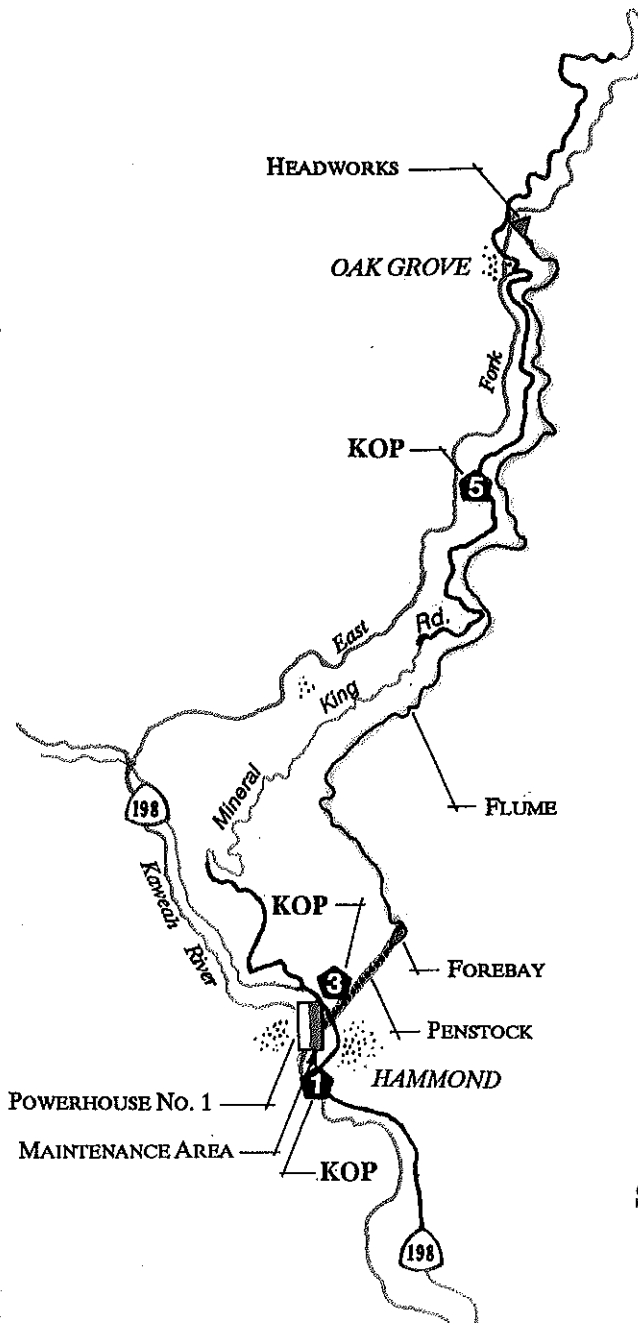 HEADWORKS
OAK GROVE
Fork
KOP
5
East
Rd.
King
Mineral
FLUME
198
Kaweah
River
KOP
3
FOREBAY
PENSTOCK
HAMMOND
1
POWERHOUSE NO. 1
MAINTENANCE AREA
KOP
198
S